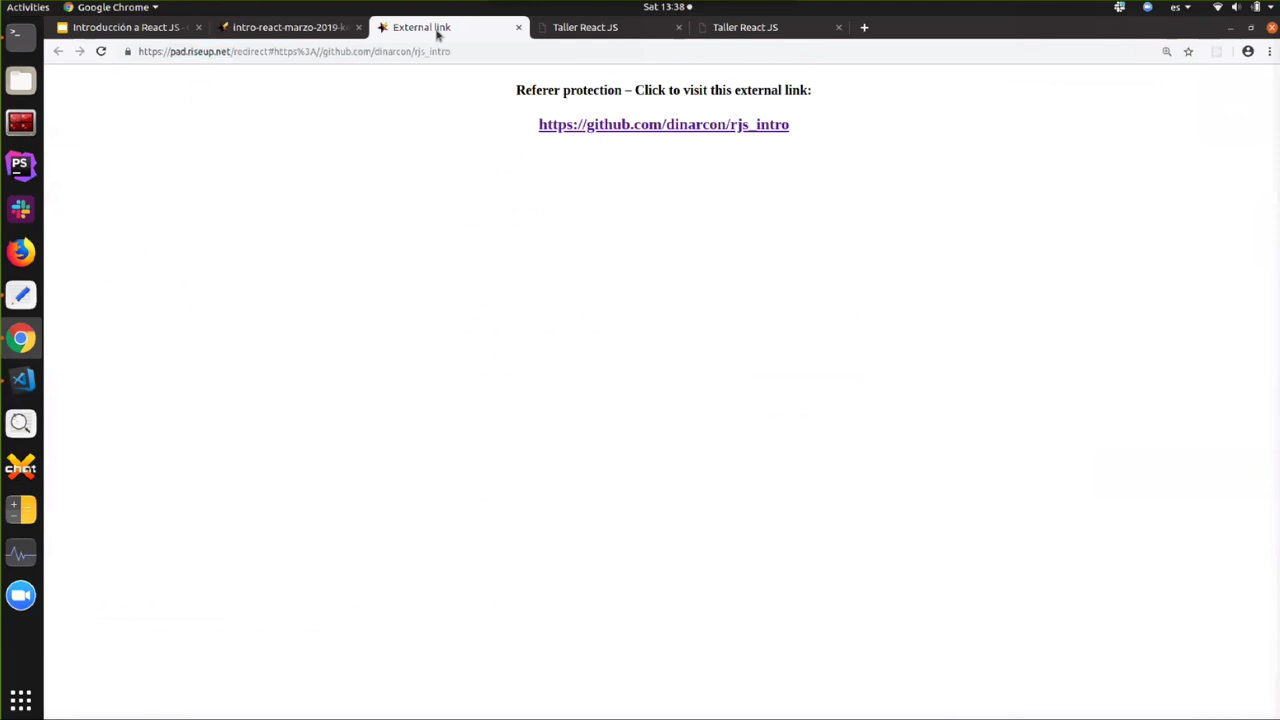 Activities Google Chrome Sat 13:38 es
Introducción a React JS - intro-react-marzo-2019-k External link Taller React JS Taller React JS
https://pad.riseup.net/redirect#https%3A//github.com/dinarcon/rjs_intro
Referer protection – Click to visit this external link:
https://github.com/dinarcon/rjs_intro
>_
PS
chat